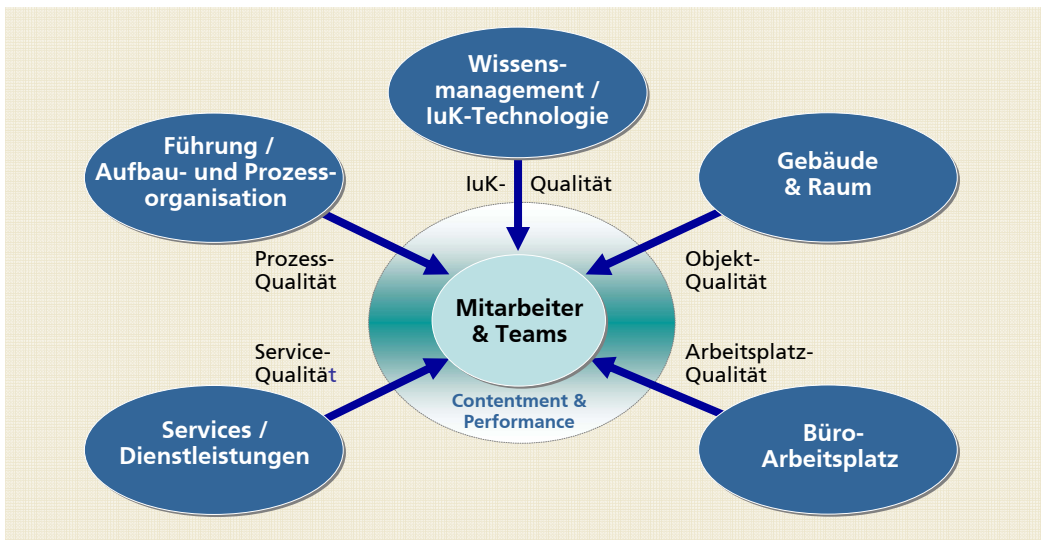 Wissens-
management /
IuK-Technologie
Führung /
Aufbau- und Prozess-
organisation
Gebäude
& Raum
IuK- Qualität
Prozess-
Qualität
Objekt-
Qualität
Mitarbeiter
& Teams
Service-
Qualität
Arbeitsplatz-
Qualität
Contentment &
Performance
Services /
Dienstleistungen
Büro-
Arbeitsplatz